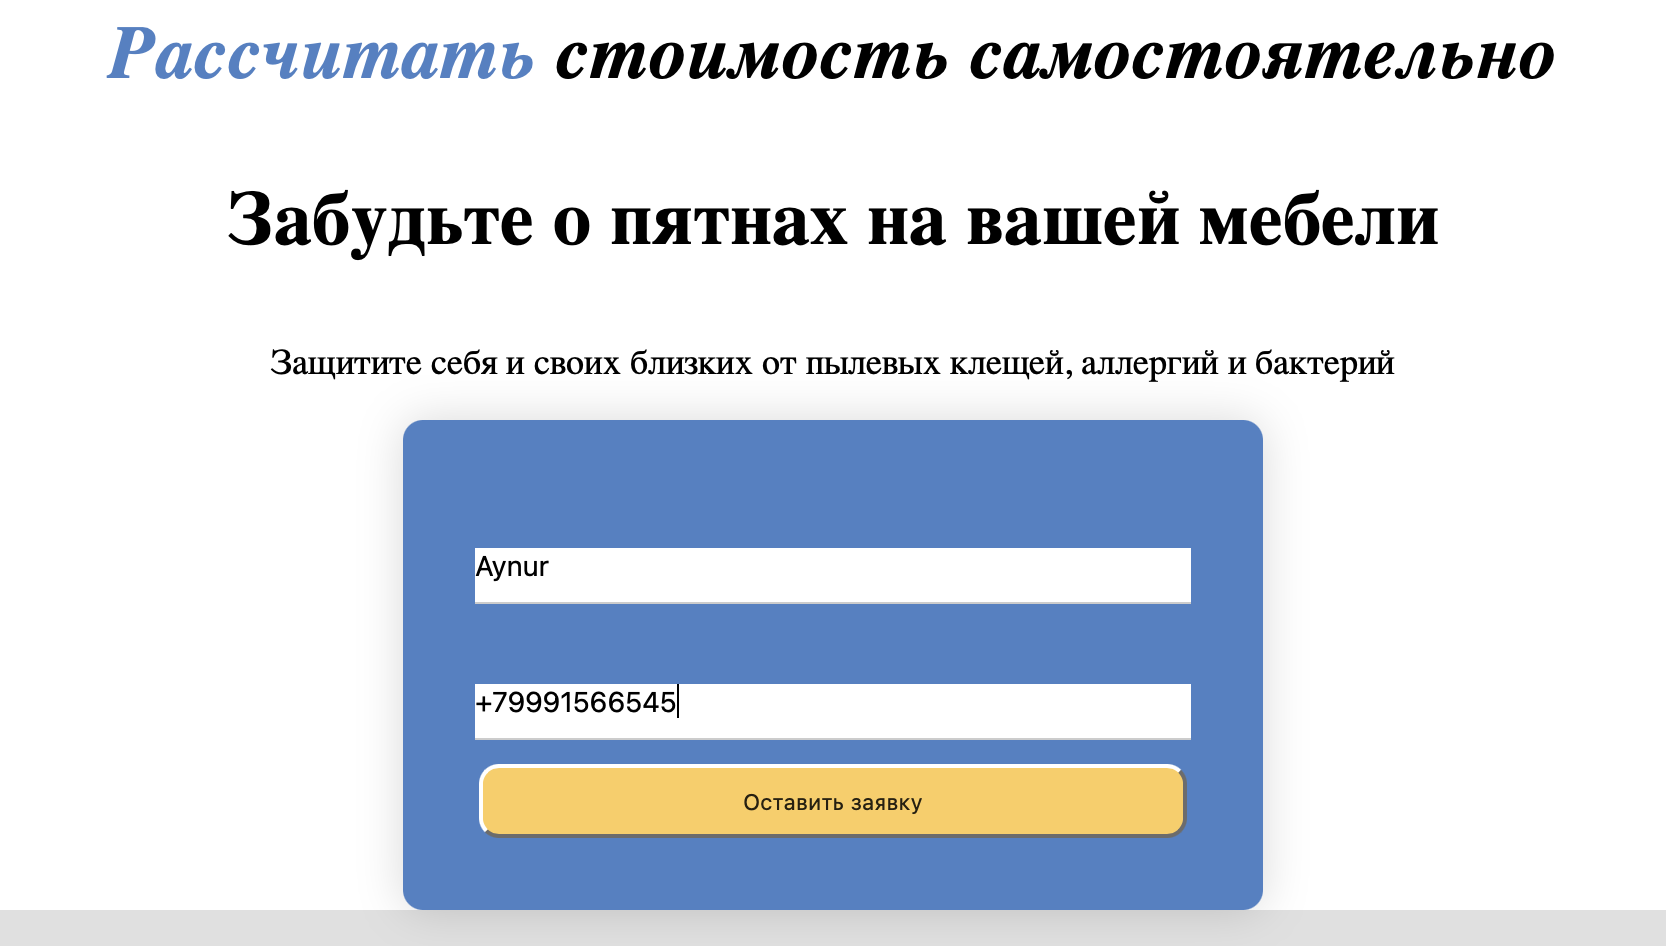 Рассчитать стоимость самостоятельно
Забудьте о пятнах на вашей мебели
Защитите себя и своих близких от пылевых клещей, аллергий и бактерий
Aynur
+79991566545
Оставить заявку